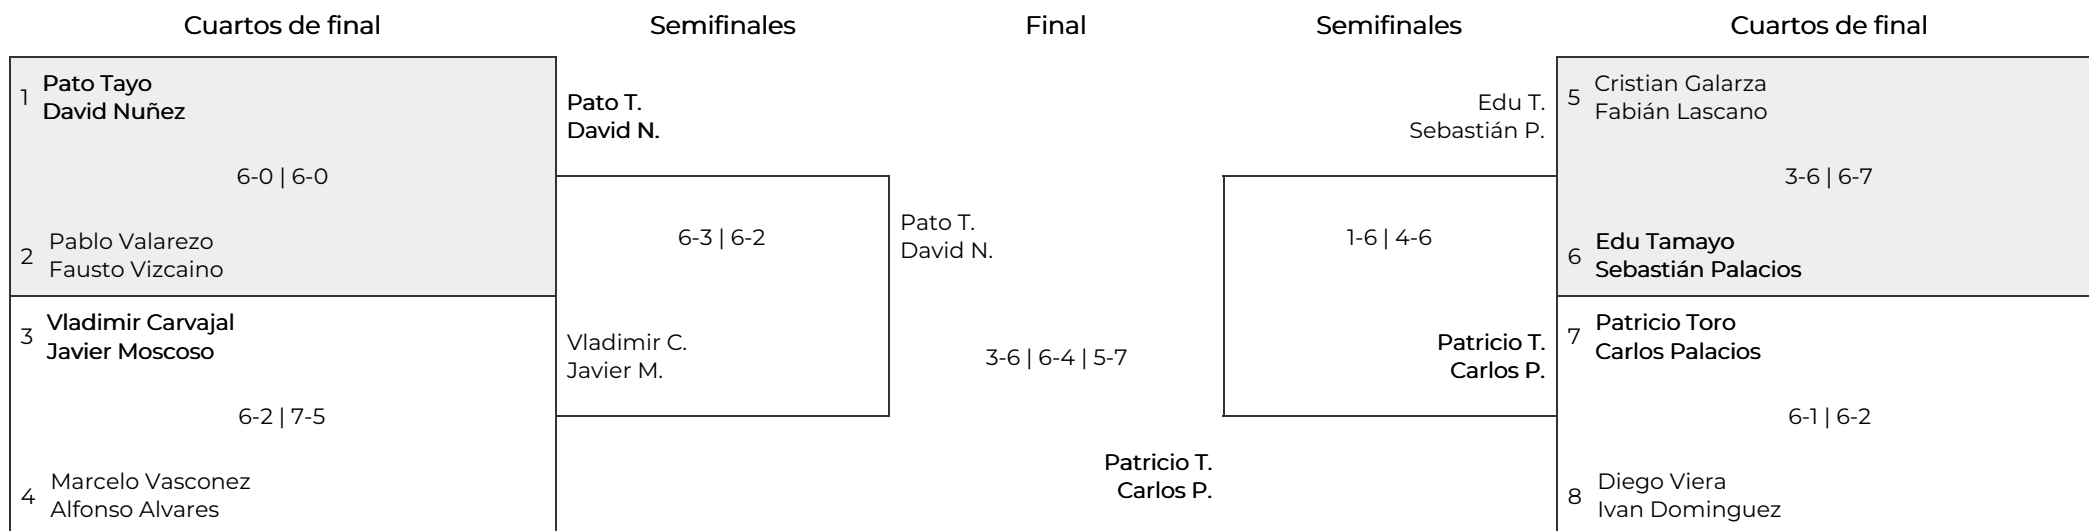 Cuartos de final
Semifinales
Final
Semifinales
Cuartos de final
1
Pato Tayo
David Nuñez
6-0 | 6-0
2
Pablo Valarezo
Fausto Vizcaino
3
Vladimir Carvajal
Javier Moscoso
6-2 | 7-5
4
Marcelo Vasconez
Alfonso Alvares
Pato T.
David N.
6-3 | 6-2
Vladimir C.
Javier M.
Pato T.
David N.
3-6 | 6-4 | 5-7
Patricio T.
Carlos P.
Edu T.
Sebastián P.
1-6 | 4-6
Patricio T.
Carlos P.
5
Cristian Galarza
Fabián Lascano
3-6 | 6-7
6
Edu Tamayo
Sebastián Palacios
7
Patricio Toro
Carlos Palacios
6-1 | 6-2
8
Diego Viera
Ivan Dominguez